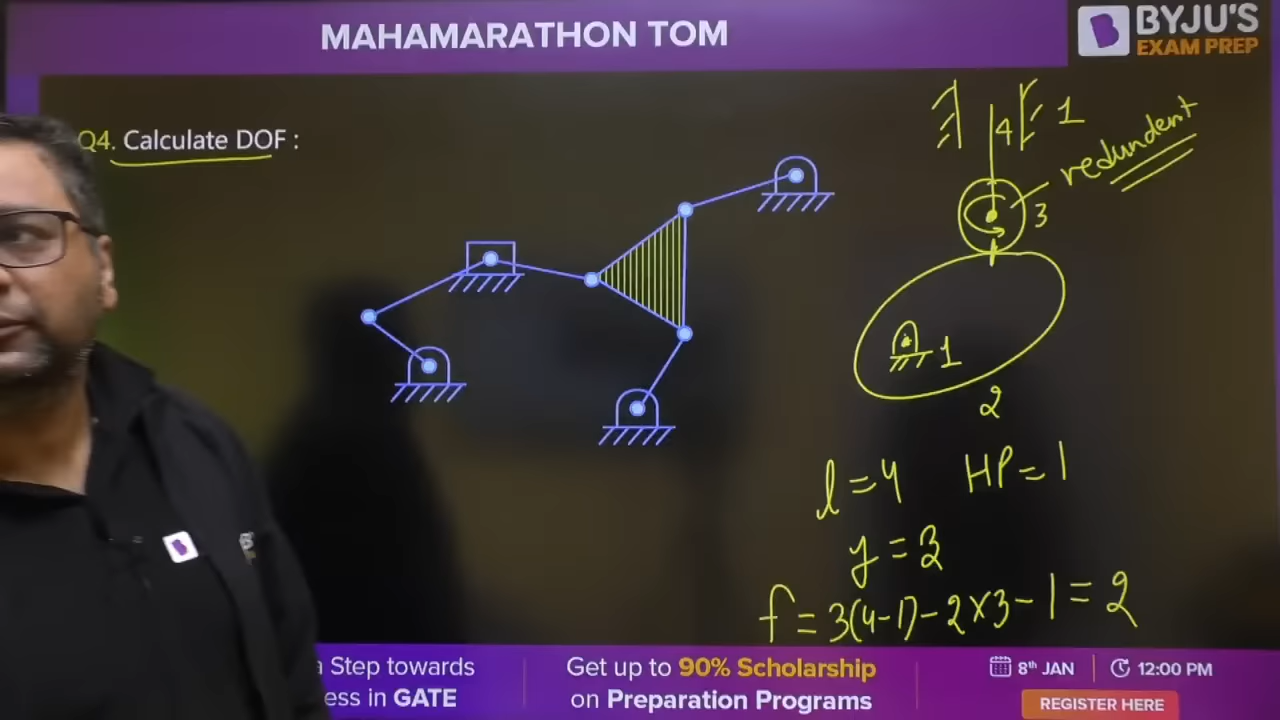 MAHAMARATHON TOM
BYJU'S
EXAM PREP
Q4. Calculate DOF :
4
1
redundent
3
1
2
l = 4 HP = 1
y = 3
f = 3(4-1) - 2×3 - 1 = 2
a Step towards
ess in GATE
Get up to 90% Scholarship
on Preparation Programs
8th JAN
12:00 PM
REGISTER HERE